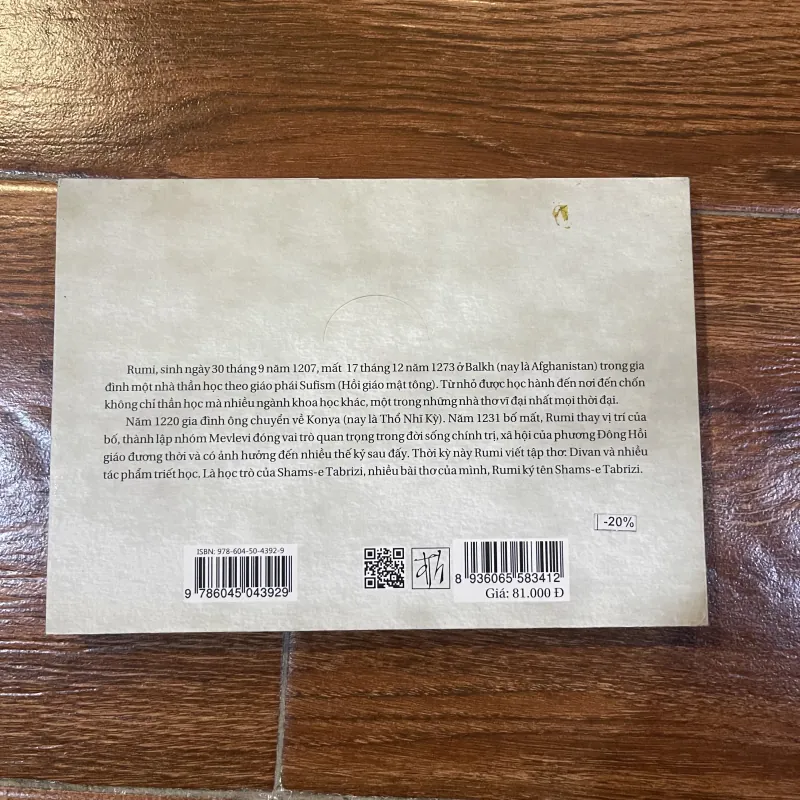 Rumi, sinh ngày 30 tháng 9 năm 1207, mất 17 tháng 12 năm 1273 ở Balkh (nay là Afghanistan) trong gia
đình một nhà thần học theo giáo phái Sufism (Hồi giáo mật tông). Từ nhỏ được học hành đến nơi đến chốn
không chỉ thần học mà nhiều ngành khoa học khác, một trong những nhà thơ vĩ đại nhất mọi thời đại.
Năm 1220 gia đình ông chuyển về Konya (nay là Thổ Nhĩ Kỳ). Năm 1231 bố mất, Rumi thay vị trí của
bố, thành lập nhóm Mevlevi đóng vai trò quan trọng trong đời sống chính trị, xã hội của phương Đông Hồi
giáo đương thời và có ảnh hưởng đến nhiều thế kỷ sau đấy. Thời kỳ này Rumi viết tập thơ: Divan và nhiều
tác phẩm triết học. Là học trò của Shams-e Tabrizi, nhiều bài thơ của mình, Rumi ký tên Shams-e Tabrizi.
-20%
ISBN: 978-604-50-4392-9
9 786045 043929
8 936065 583412
Giá: 81.000 Đ